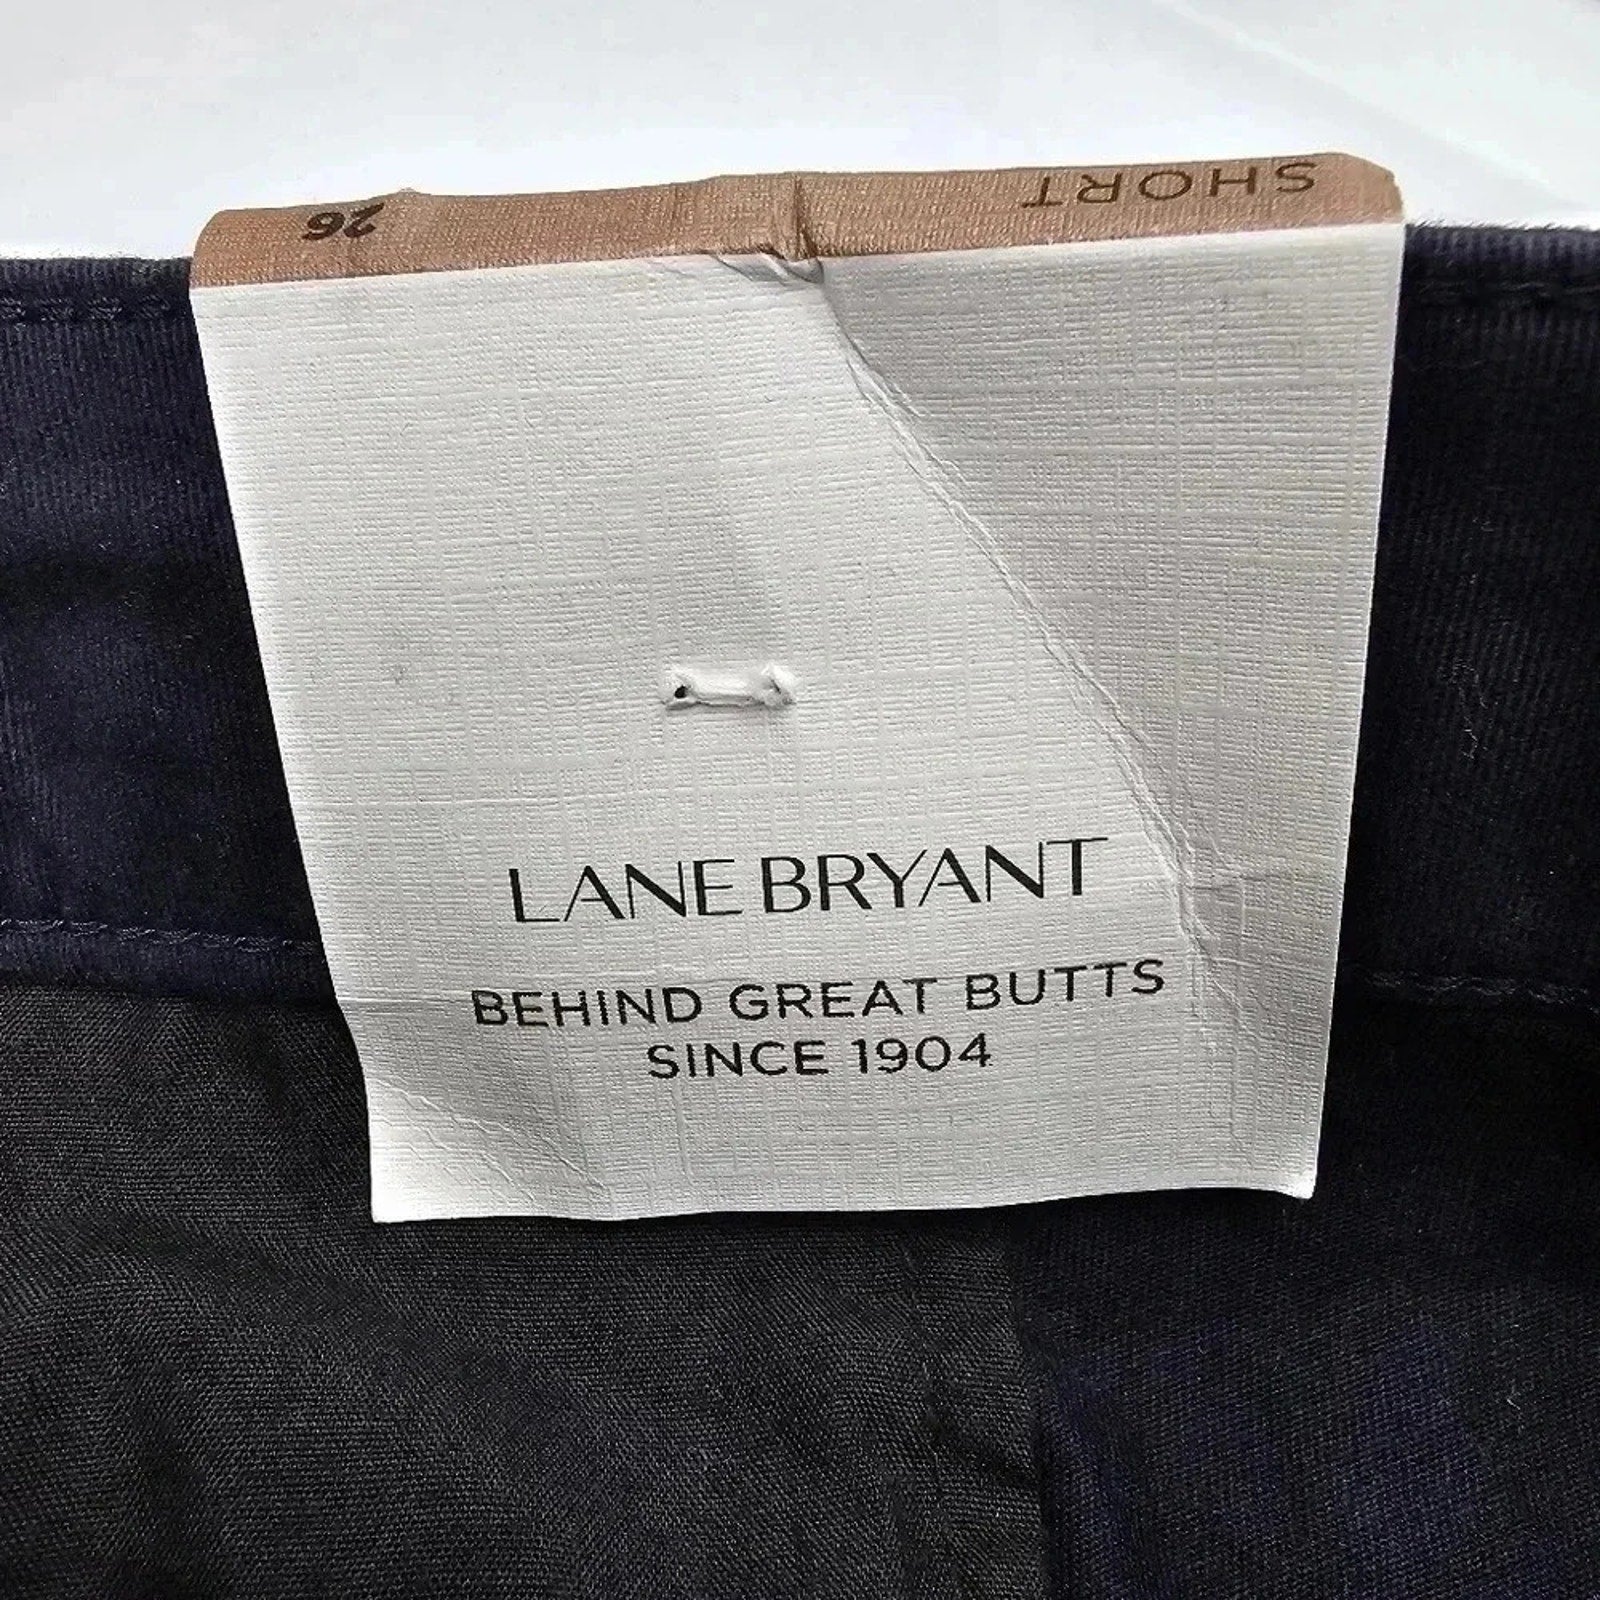 26 SHORT
LANE BRYANT
BEHIND GREAT BUTTS
SINCE 1904